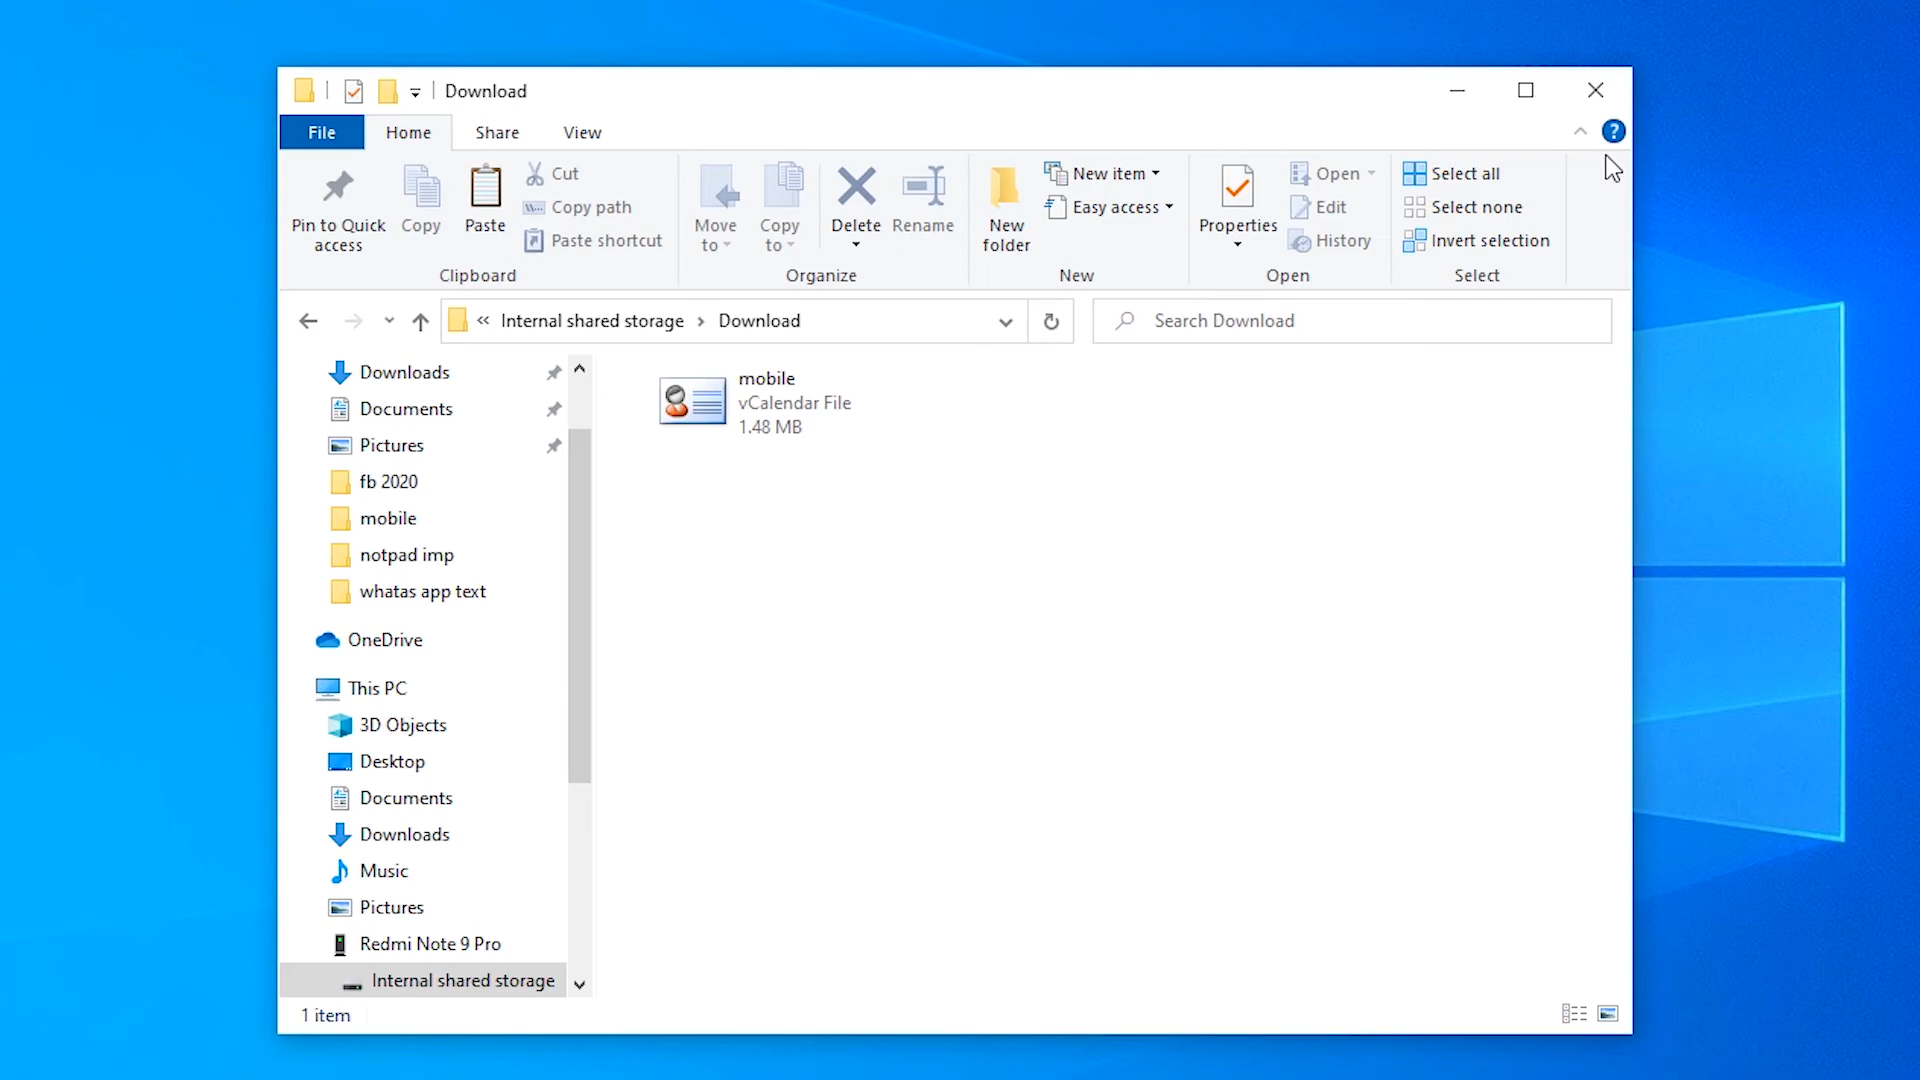 Download
File
Home
Share
View
Pin to Quick
access
Copy
Paste
Cut
Copy path
Paste shortcut
Clipboard
Move
to
Copy
to
Delete
Rename
Organize
New
folder
New item
Easy access
New
Properties
Open
Edit
History
Open
Select all
Select none
Invert selection
Select
« Internal shared storage > Download
Search Download
Downloads
Documents
Pictures
fb 2020
mobile
notpad imp
whatas app text
OneDrive
This PC
3D Objects
Desktop
Documents
Downloads
Music
Pictures
Redmi Note 9 Pro
Internal shared storage
mobile
vCalendar File
1.48 MB
1 item